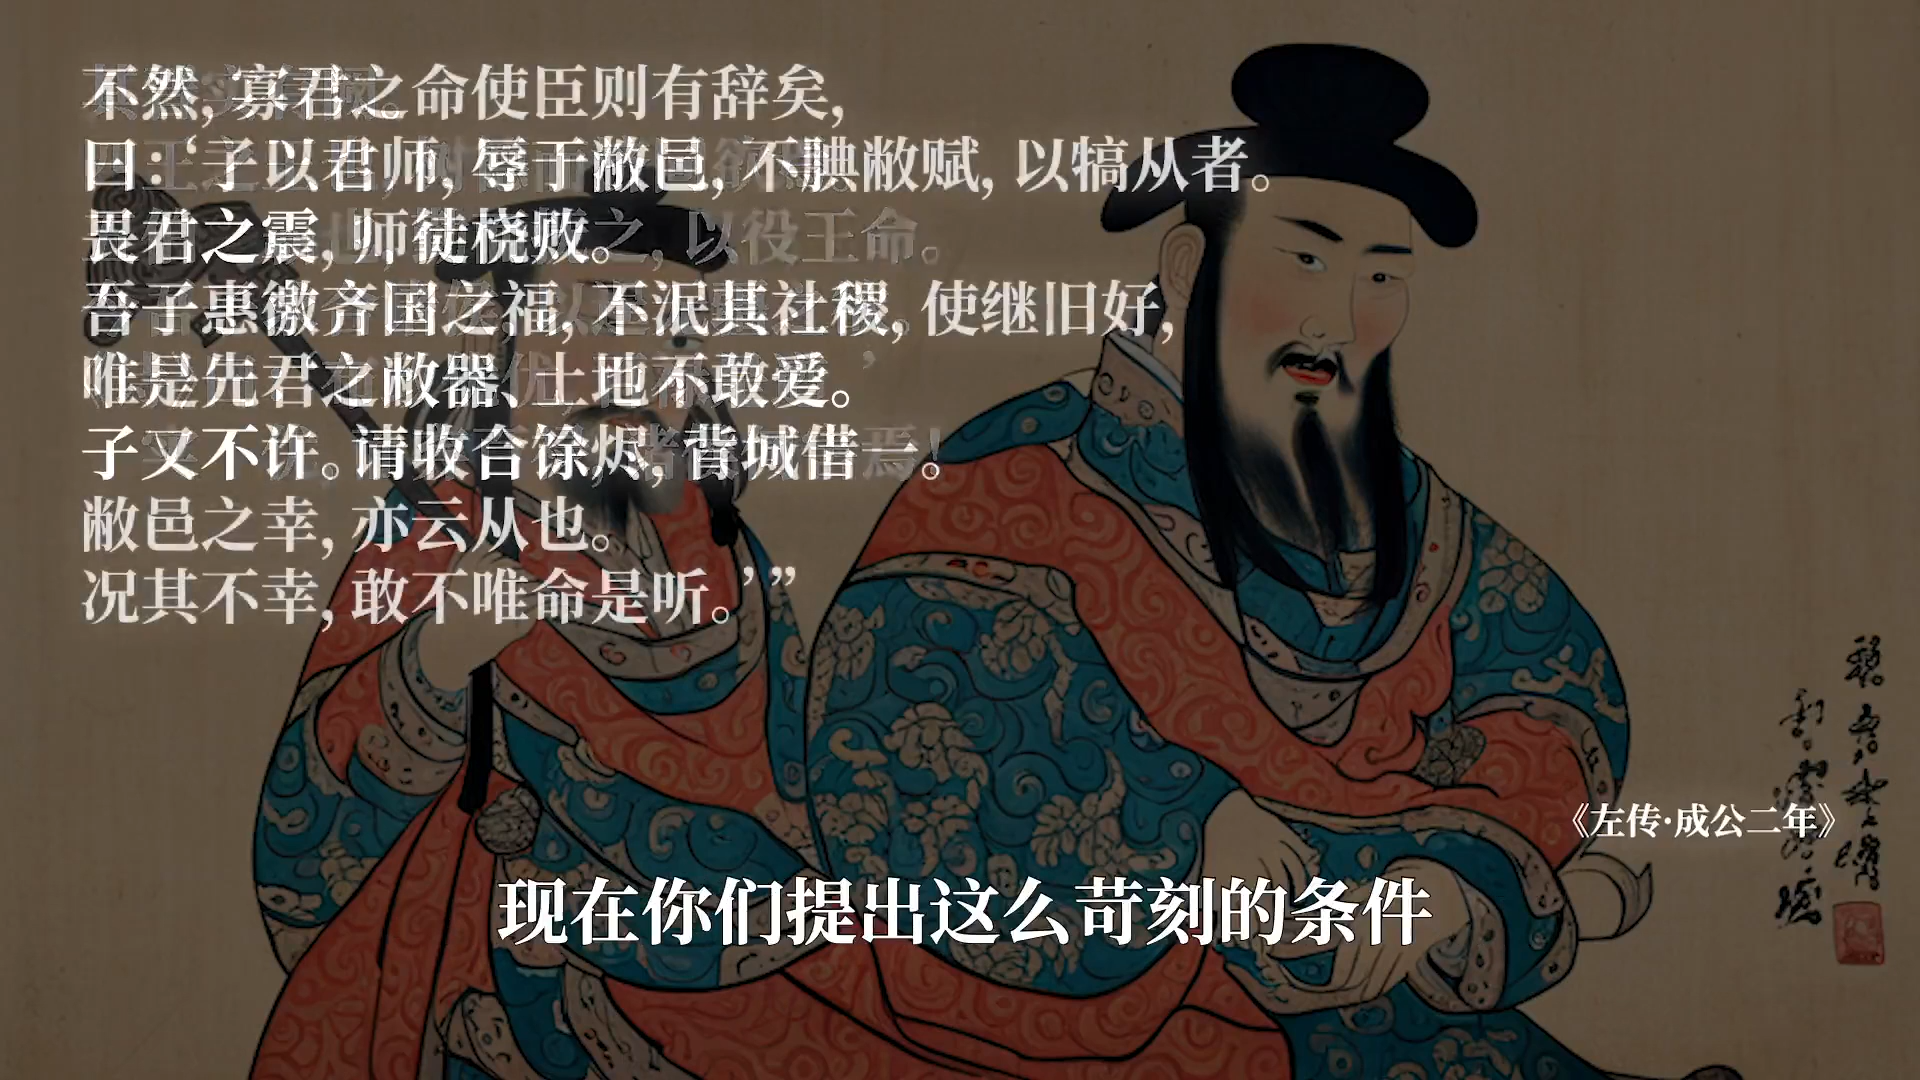 不然，寡君之命使臣则有辞矣，
曰：‘子以君师，辱于敝邑，不腆敝赋，以犒从者。
畏君之震，师徒桡败。
吾子惠徼齐国之福，不泯其社稷，使继旧好，
唯是先君之敝器、土地不敢爱。
子又不许。请收合馀烬，背城借一。
敝邑之幸，亦云从也。
况其不幸，敢不唯命是听。’”
《左传·成公二年》
现在你们提出这么苛刻的条件